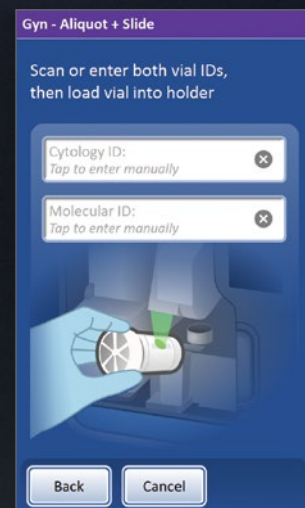 Gyn - Aliquot + Slide
Scan or enter both vial IDs,
then load vial into holder
Cytology ID:
Tap to enter manually
Molecular ID:
Tap to enter manually
Back
Cancel